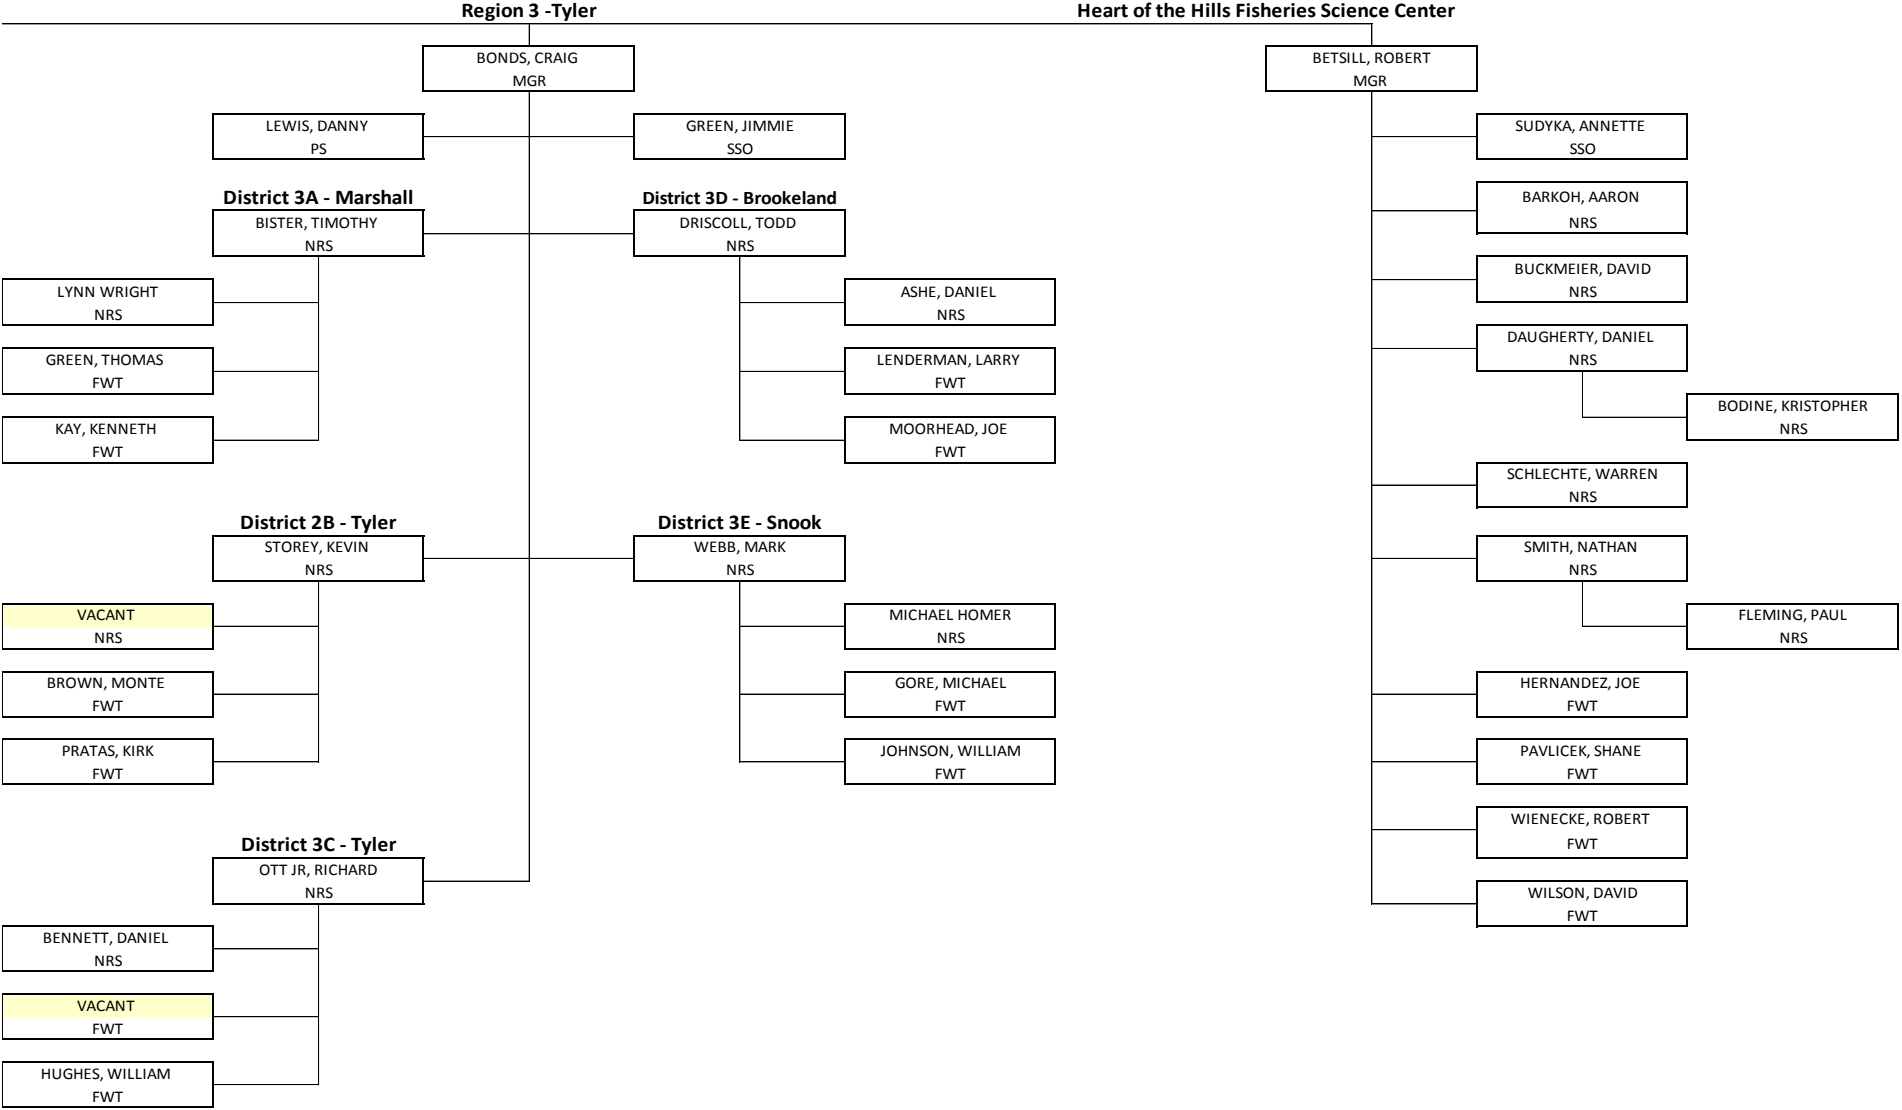 Region 3 -Tyler
Heart of the Hills Fisheries Science Center
BONDS, CRAIG
MGR
LEWIS, DANNY
PS
GREEN, JIMMIE
SSO
District 3A - Marshall
BISTER, TIMOTHY
NRS
LYNN WRIGHT
NRS
GREEN, THOMAS
FWT
KAY, KENNETH
FWT
District 3D - Brookeland
DRISCOLL, TODD
NRS
ASHE, DANIEL
NRS
LENDERMAN, LARRY
FWT
MOORHEAD, JOE
FWT
District 2B - Tyler
STOREY, KEVIN
NRS
VACANT
NRS
BROWN, MONTE
FWT
PRATAS, KIRK
FWT
District 3E - Snook
WEBB, MARK
NRS
MICHAEL HOMER
NRS
GORE, MICHAEL
FWT
JOHNSON, WILLIAM
FWT
District 3C - Tyler
OTT JR, RICHARD
NRS
BENNETT, DANIEL
NRS
VACANT
FWT
HUGHES, WILLIAM
FWT
BETSILL, ROBERT
MGR
SUDYKA, ANNETTE
SSO
BARKOH, AARON
NRS
BUCKMEIER, DAVID
NRS
DAUGHERTY, DANIEL
NRS
BODINE, KRISTOPHER
NRS
SCHLECHTE, WARREN
NRS
SMITH, NATHAN
NRS
FLEMING, PAUL
NRS
HERNANDEZ, JOE
FWT
PAVLICEK, SHANE
FWT
WIENECKE, ROBERT
FWT
WILSON, DAVID
FWT